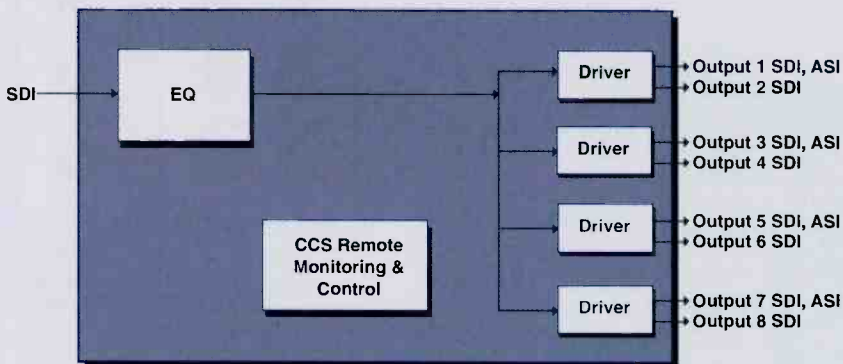 SDI
EQ
Driver
Output 1 SDI, ASI
Output 2 SDI
Driver
Output 3 SDI, ASI
Output 4 SDI
Driver
Output 5 SDI, ASI
Output 6 SDI
CCS Remote
Monitoring &
Control
Driver
Output 7 SDI, ASI
Output 8 SDI